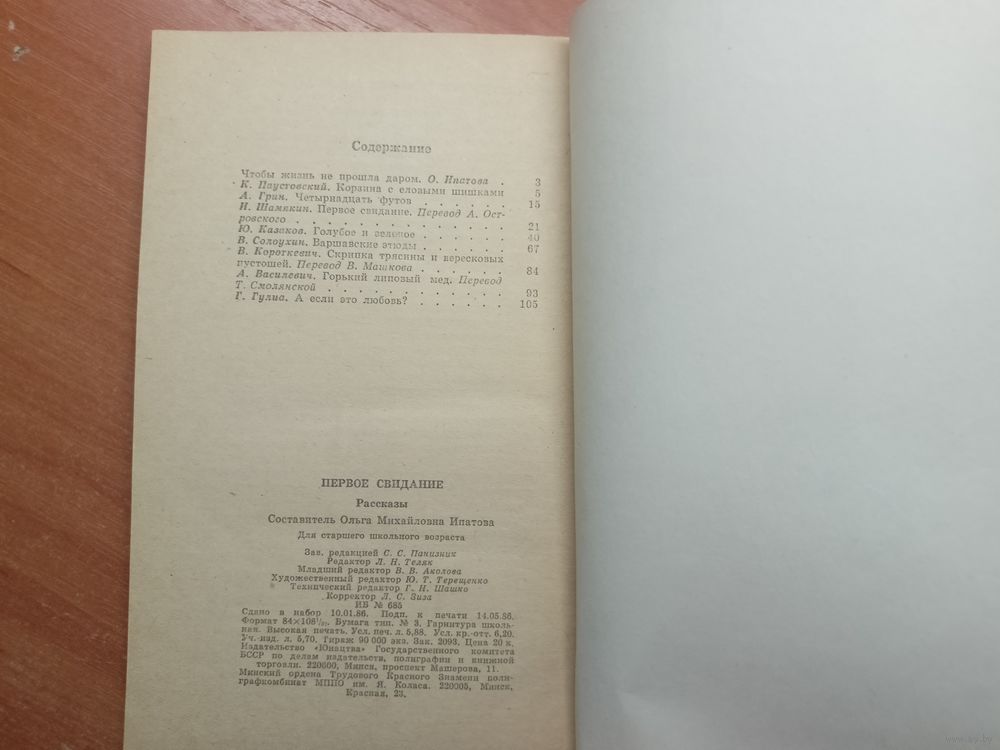 Содержание
Чтобы жизнь не прошла даром. О. Ипатова . 3
К. Паустовский. Корзина с еловыми шишками 5
А. Грин. Четырнадцать футов . . . . . . 15
И. Шамякин. Первое свидание. Перевод А. Ост-
ровского . . . . . . . . . . . . . 21
Ю. Казаков. Голубое и зеленое . . . . . . 40
В. Солоухин. Варшавские этюды . . . . . . 67
В. Короткевич. Скрипка трясины и вересковых
пустошей. Перевод В. Машкова . . . . . . 84
А. Василевич. Горький липовый мед. Перевод
Т. Смолянской . . . . . . . . . . . 93
Г. Гулиа. А если это любовь? . . . . . . 105
ПЕРВОЕ СВИДАНИЕ
Рассказы
Составитель Ольга Михайловна Ипатова
Для старшего школьного возраста
Зав. редакцией С. С. Панизник
Редактор Л. Н. Теляк
Младший редактор В. В. Аколова
Художественный редактор Ю. Т. Терещенко
Технический редактор Г. Н. Шашко
Корректор Л. С. Зиза
ИБ № 685
Сдано в набор 10.01.86. Подп. к печати 14.05.86.
Формат 84×108¹/₃₂. Бумага тип. № 3. Гарнитура школь-
ная. Высокая печать. Усл. печ. л. 5,88. Усл. кр.-отт. 6,20.
Уч.-изд. л. 5,70. Тираж 90 000 экз. Зак. 2093. Цена 20 к.
Издательство «Юнацтва» Государственного комитета
БССР по делам издательств, полиграфии и книжной
торговли. 220600, Минск, проспект Машерова, 11.
Минский ордена Трудового Красного Знамени поли-
графкомбинат МППО им. Я. Коласа. 220005, Минск,
Красная, 23.